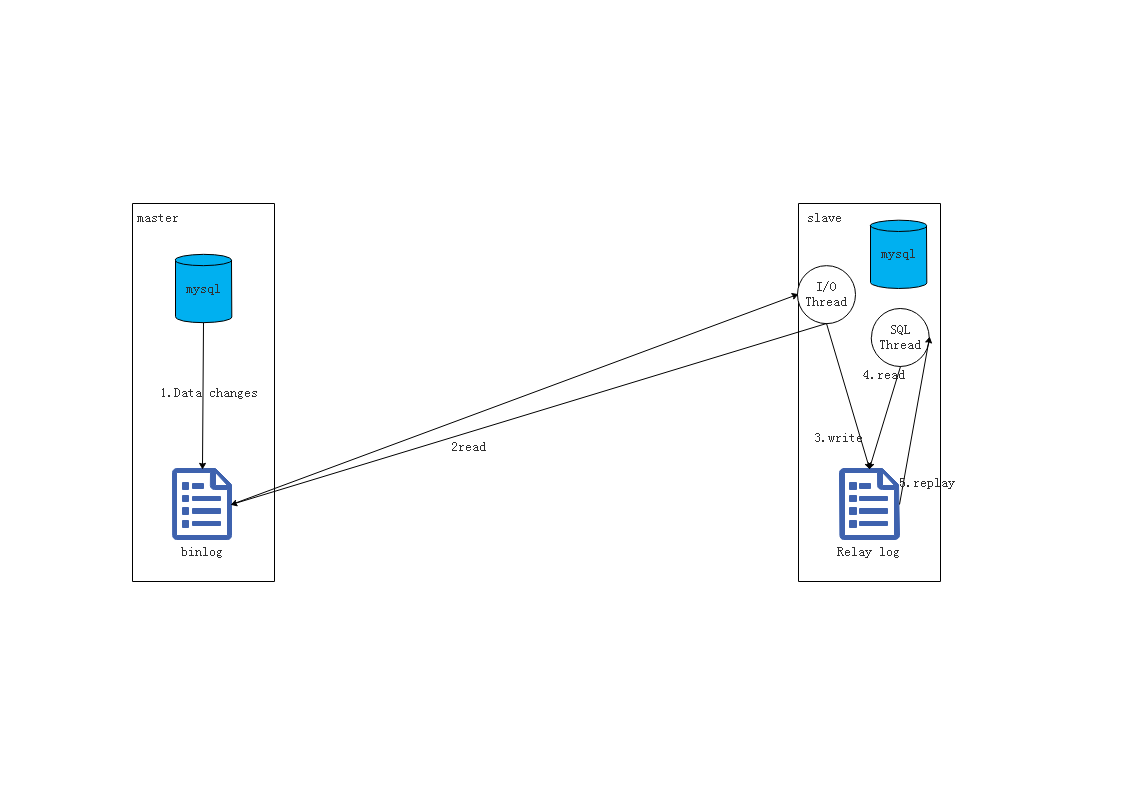 master
mysql
1.Data changes
binlog
2read
slave
mysql
I/O
Thread
SQL
Thread
4.read
3.write
5.replay
Relay log